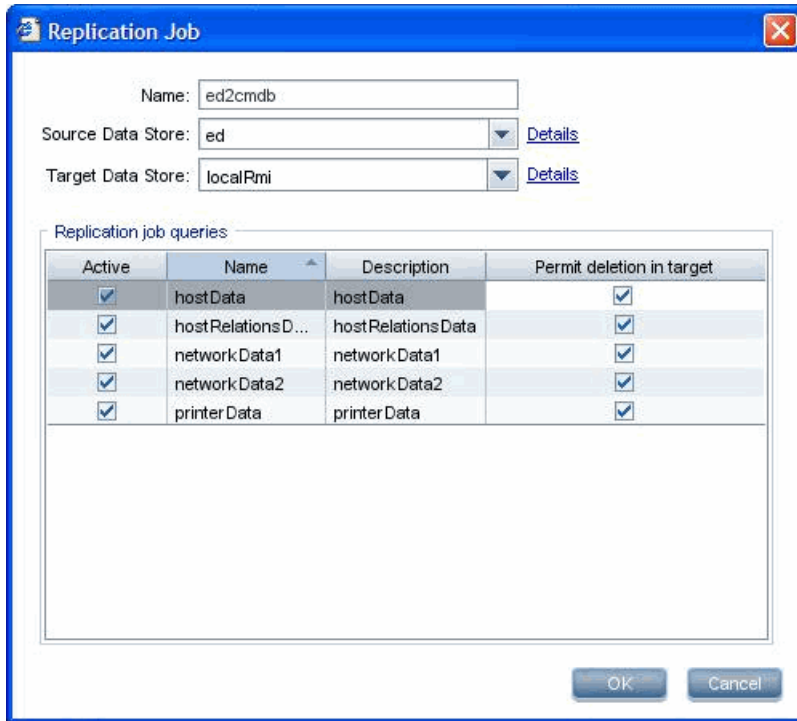 Replication Job
Name: ed2cmdb
Source Data Store: ed Details
Target Data Store: localRmi Details
Replication job queries
Active Name Description Permit deletion in target
hostData hostData
hostRelationsD... hostRelationsData
networkData1 networkData1
networkData2 networkData2
printerData printerData
OK Cancel